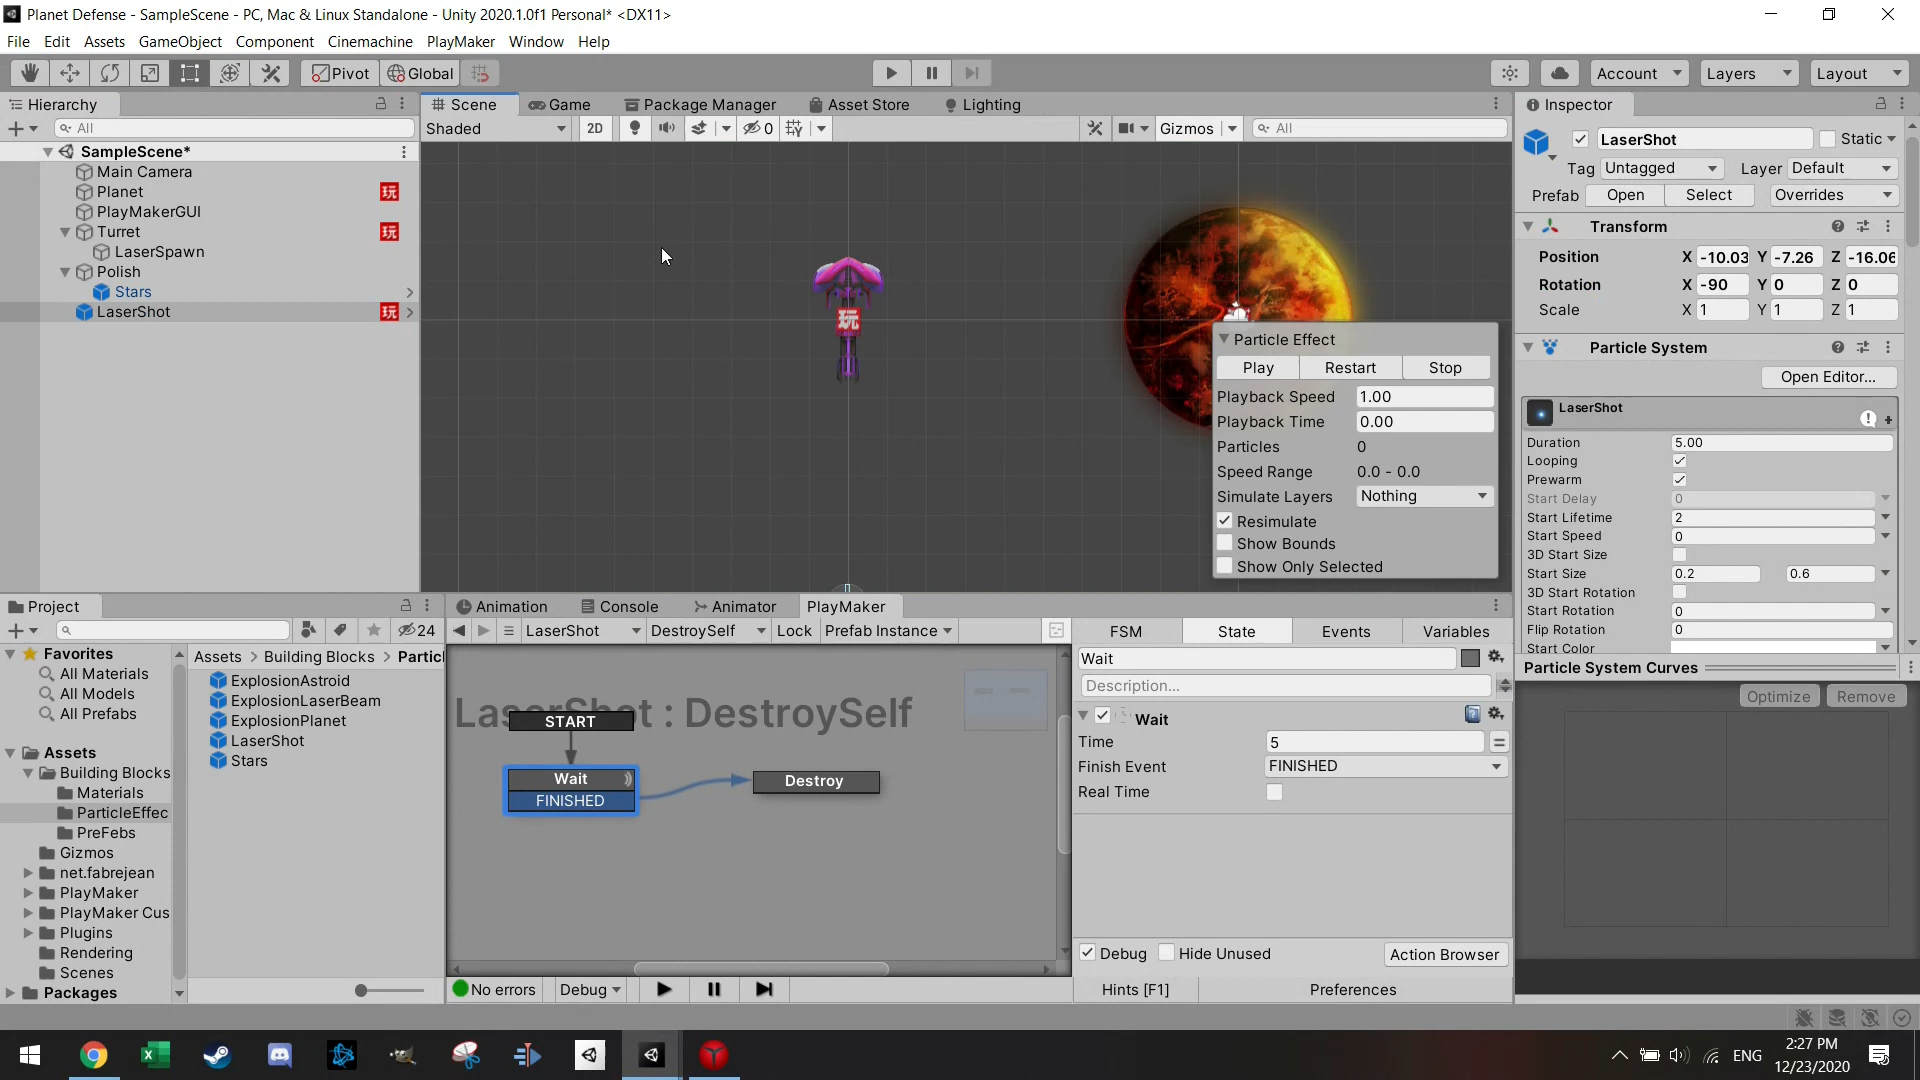 Planet Defense - SampleScene - PC, Mac & Linux Standalone - Unity 2020.1.0f1 Personal* <DX11>
File Edit Assets GameObject Component Cinemachine PlayMaker Window Help
Pivot Global Account Layers Layout
Hierarchy
All
SampleScene*
Main Camera
Planet 玩
PlayMakerGUI
Turret 玩
LaserSpawn
Polish
Stars
LaserShot 玩
Scene Game Package Manager Asset Store Lighting
Shaded 2D 0 Gizmos All
玩
Particle Effect
Play Restart Stop
Playback Speed 1.00
Playback Time 0.00
Particles 0
Speed Range 0.0 - 0.0
Simulate Layers Nothing
Resimulate
Show Bounds
Show Only Selected
Inspector
LaserShot Static
Tag Untagged Layer Default
Prefab Open Select Overrides
Transform
Position X -10.03 Y -7.26 Z -16.06
Rotation X -90 Y 0 Z 0
Scale X 1 Y 1 Z 1
Particle System
Open Editor...
LaserShot
Duration 5.00
Looping
Prewarm
Start Delay 0
Start Lifetime 2
Start Speed 0
3D Start Size
Start Size 0.2 0.6
3D Start Rotation
Start Rotation 0
Flip Rotation 0
Start Color
Particle System Curves
Optimize Remove
Project
24
Favorites
All Materials
All Models
All Prefabs
Assets
Building Blocks
Materials
ParticleEffec
PreFebs
Gizmos
net.fabrejean
PlayMaker
PlayMaker Cus
Plugins
Rendering
Scenes
Packages
Assets > Building Blocks > Particl
ExplosionAstroid
ExplosionLaserBeam
ExplosionPlanet
LaserShot
Stars
Animation Console Animator PlayMaker
LaserShot DestroySelf Lock Prefab Instance
LaserShot : DestroySelf
START
Wait
FINISHED
Destroy
No errors Debug
FSM State Events Variables
Wait
Description...
Wait
Time 5
Finish Event FINISHED
Real Time
Debug Hide Unused Action Browser
Hints [F1] Preferences
ENG 2:27 PM
12/23/2020